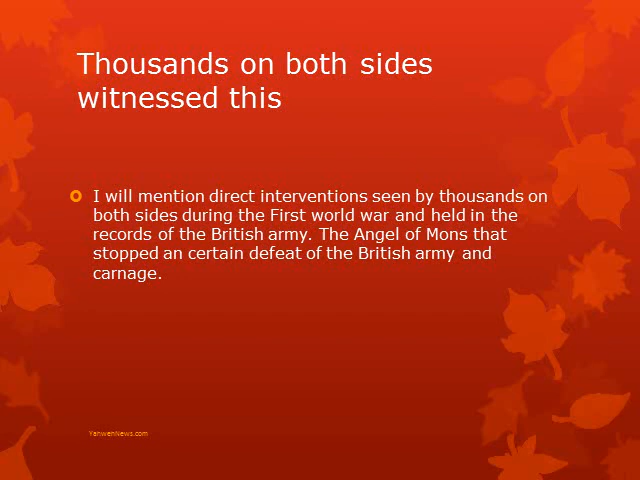 Thousands on both sides
witnessed this
I will mention direct interventions seen by thousands on
both sides during the First world war and held in the
records of the British army. The Angel of Mons that
stopped an certain defeat of the British army and
carnage.
YahwehNews.com